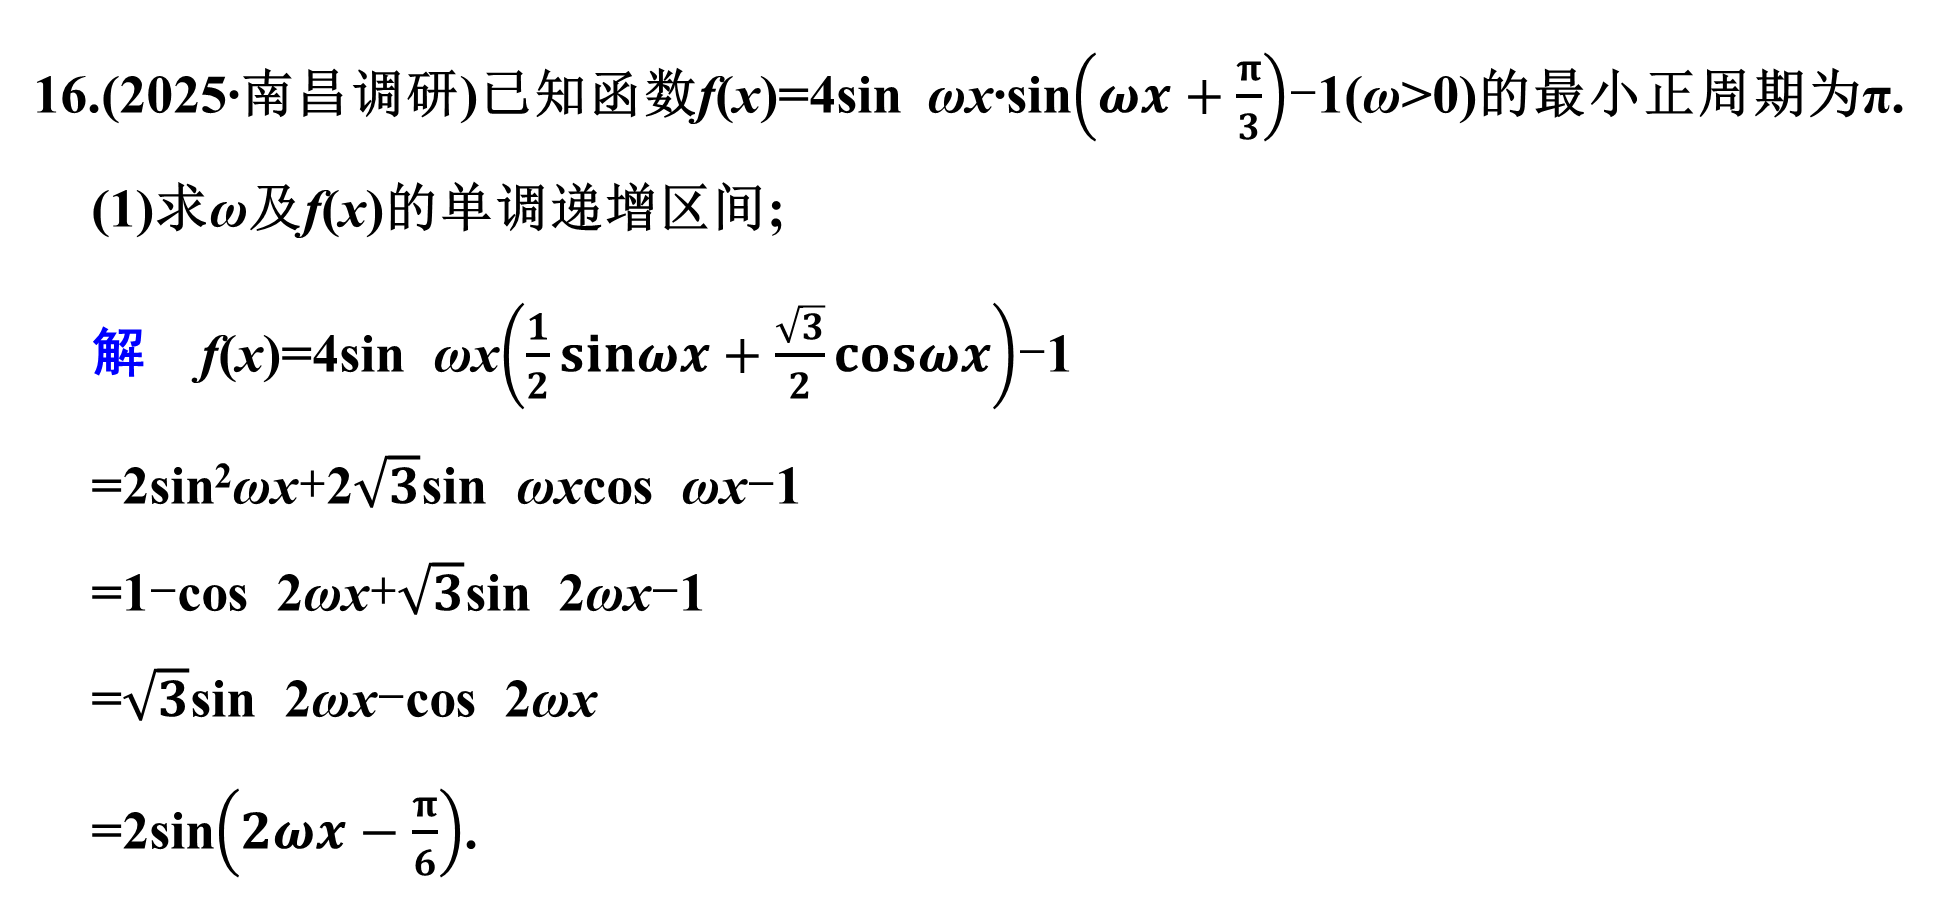 16.(2025·南昌调研)已知函数f(x)=4sin ωx·sin(ωx + π/3)−1(ω>0)的最小正周期为π.
(1)求ω及f(x)的单调递增区间;
解 f(x)=4sin ωx(1/2 sinωx + √3/2 cosωx)−1
=2sin²ωx+2√3sin ωxcos ωx−1
=1−cos 2ωx+√3sin 2ωx−1
=√3sin 2ωx−cos 2ωx
=2sin(2ωx − π/6).